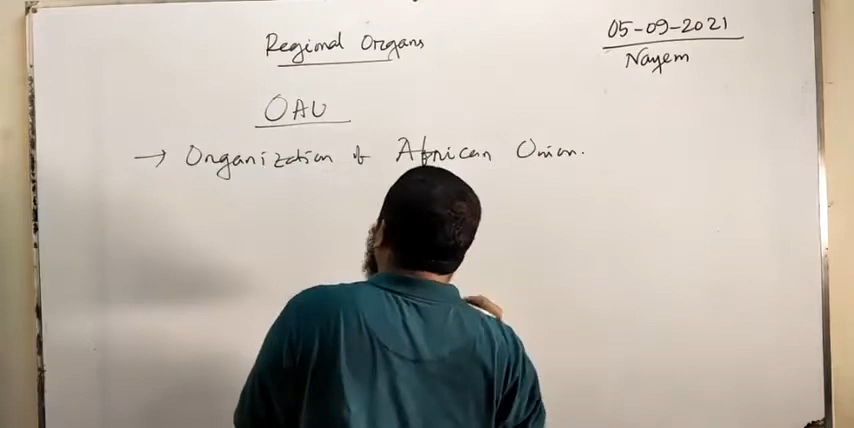 Regional Organs
05-09-2021
Nayem
OAU
→ Organization of African Union.